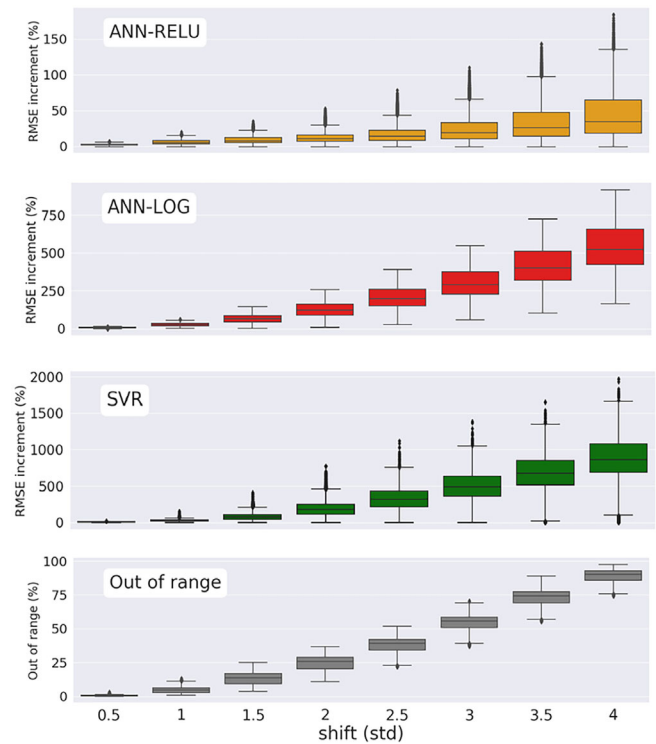 ANN-RELU
RMSE increment (%)
150
100
50
0
ANN-LOG
RMSE increment (%)
750
500
250
0
SVR
RMSE increment (%)
2000
1500
1000
500
0
Out of range
Out of range (%)
100
75
50
25
0
0.5 1 1.5 2 2.5 3 3.5 4
shift (std)